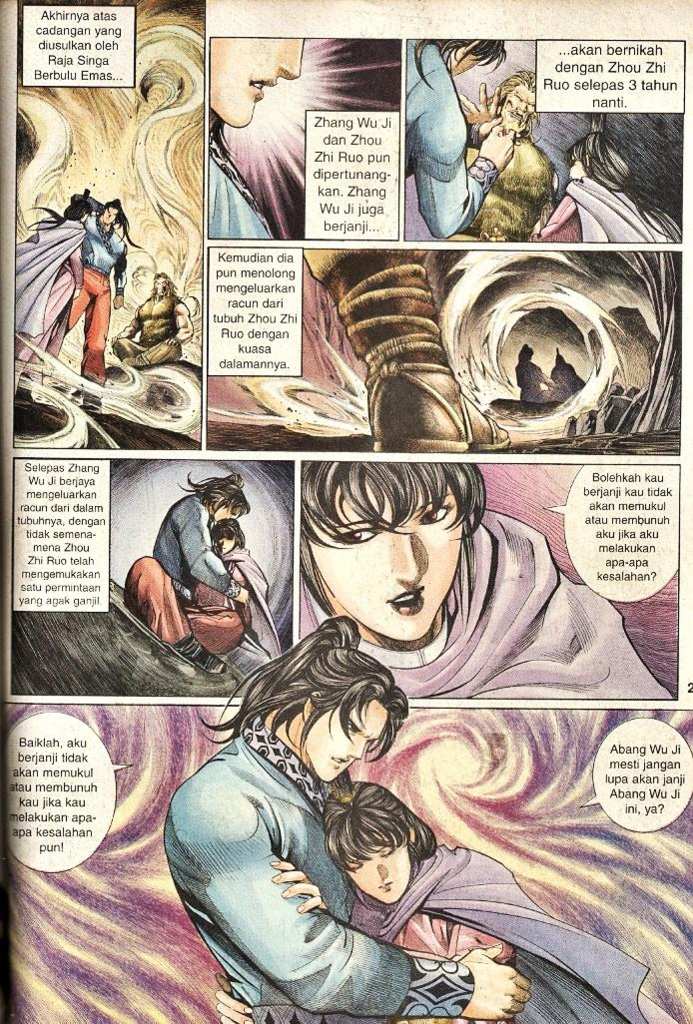 Akhirnya atas
cadangan yang
diusulkan oleh
Raja Singa
Berbulu Emas...
Zhang Wu Ji
dan Zhou
Zhi Ruo pun
dipertunang-
kan. Zhang
Wu Ji juga
berjanji...
...akan bernikah
dengan Zhou Zhi
Ruo selepas 3 tahun
nanti.
Kemudian dia
pun menolong
mengeluarkan
racun dari
tubuh Zhou Zhi
Ruo dengan
kuasa
dalamannya.
Selepas Zhang
Wu Ji berjaya
mengeluarkan
racun dari dalam
tubuhnya, dengan
tidak semena-
mena Zhou
Zhi Ruo telah
mengemukakan
satu permintaan
yang agak ganjil.
Bolehkah kau
berjanji kau tidak
akan memukul
atau membunuh
aku jika aku
melakukan
apa-apa
kesalahan?
2
Baiklah, aku
berjanji tidak
akan memukul
atau membunuh
kau jika kau
melakukan apa-
apa kesalahan
pun!
Abang Wu Ji
mesti jangan
lupa akan janji
Abang Wu Ji
ini, ya?